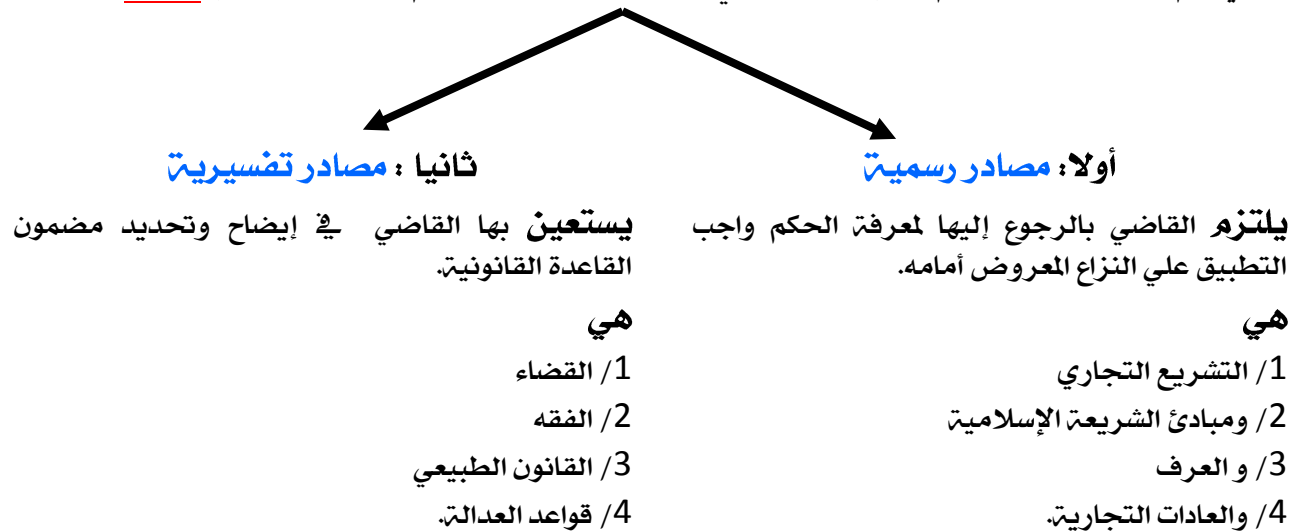 أولا: مصادر رسمية
يلتزم القاضي بالرجوع إليها لمعرفة الحكم واجب
التطبيق علي النزاع المعروض أمامه.
هي
1/ التشريع التجاري
2/ ومبادئ الشريعة الإسلامية
3/ و العرف
4/ والعادات التجارية.
ثانيا : مصادر تفسيرية
يستعين بها القاضي في إيضاح وتحديد مضمون
القاعدة القانونية.
هي
1/ القضاء
2/ الفقه
3/ القانون الطبيعي
4/ قواعد العدالة.